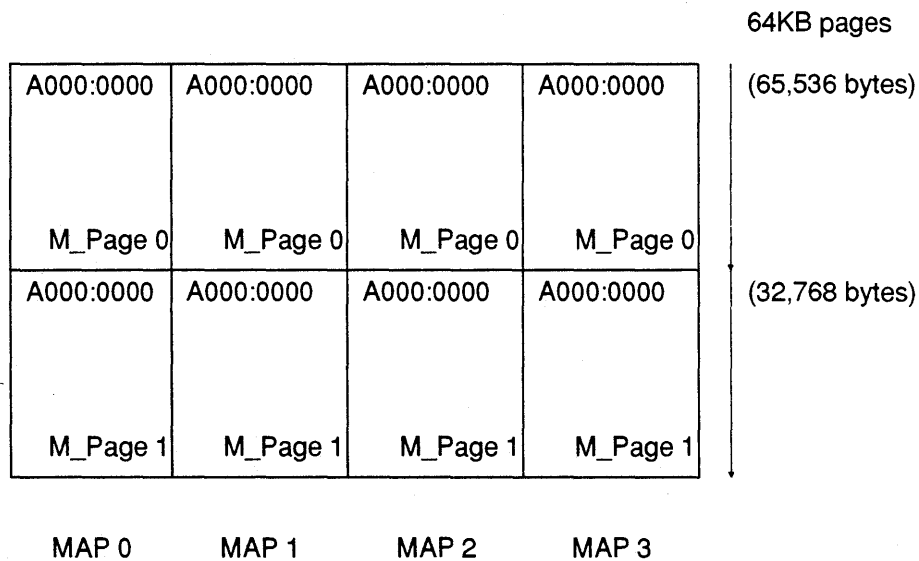 64KB pages
A000:0000 A000:0000 A000:0000 A000:0000 (65,536 bytes)
M_Page 0 M_Page 0 M_Page 0 M_Page 0
A000:0000 A000:0000 A000:0000 A000:0000 (32,768 bytes)
M_Page 1 M_Page 1 M_Page 1 M_Page 1
MAP 0 MAP 1 MAP 2 MAP 3